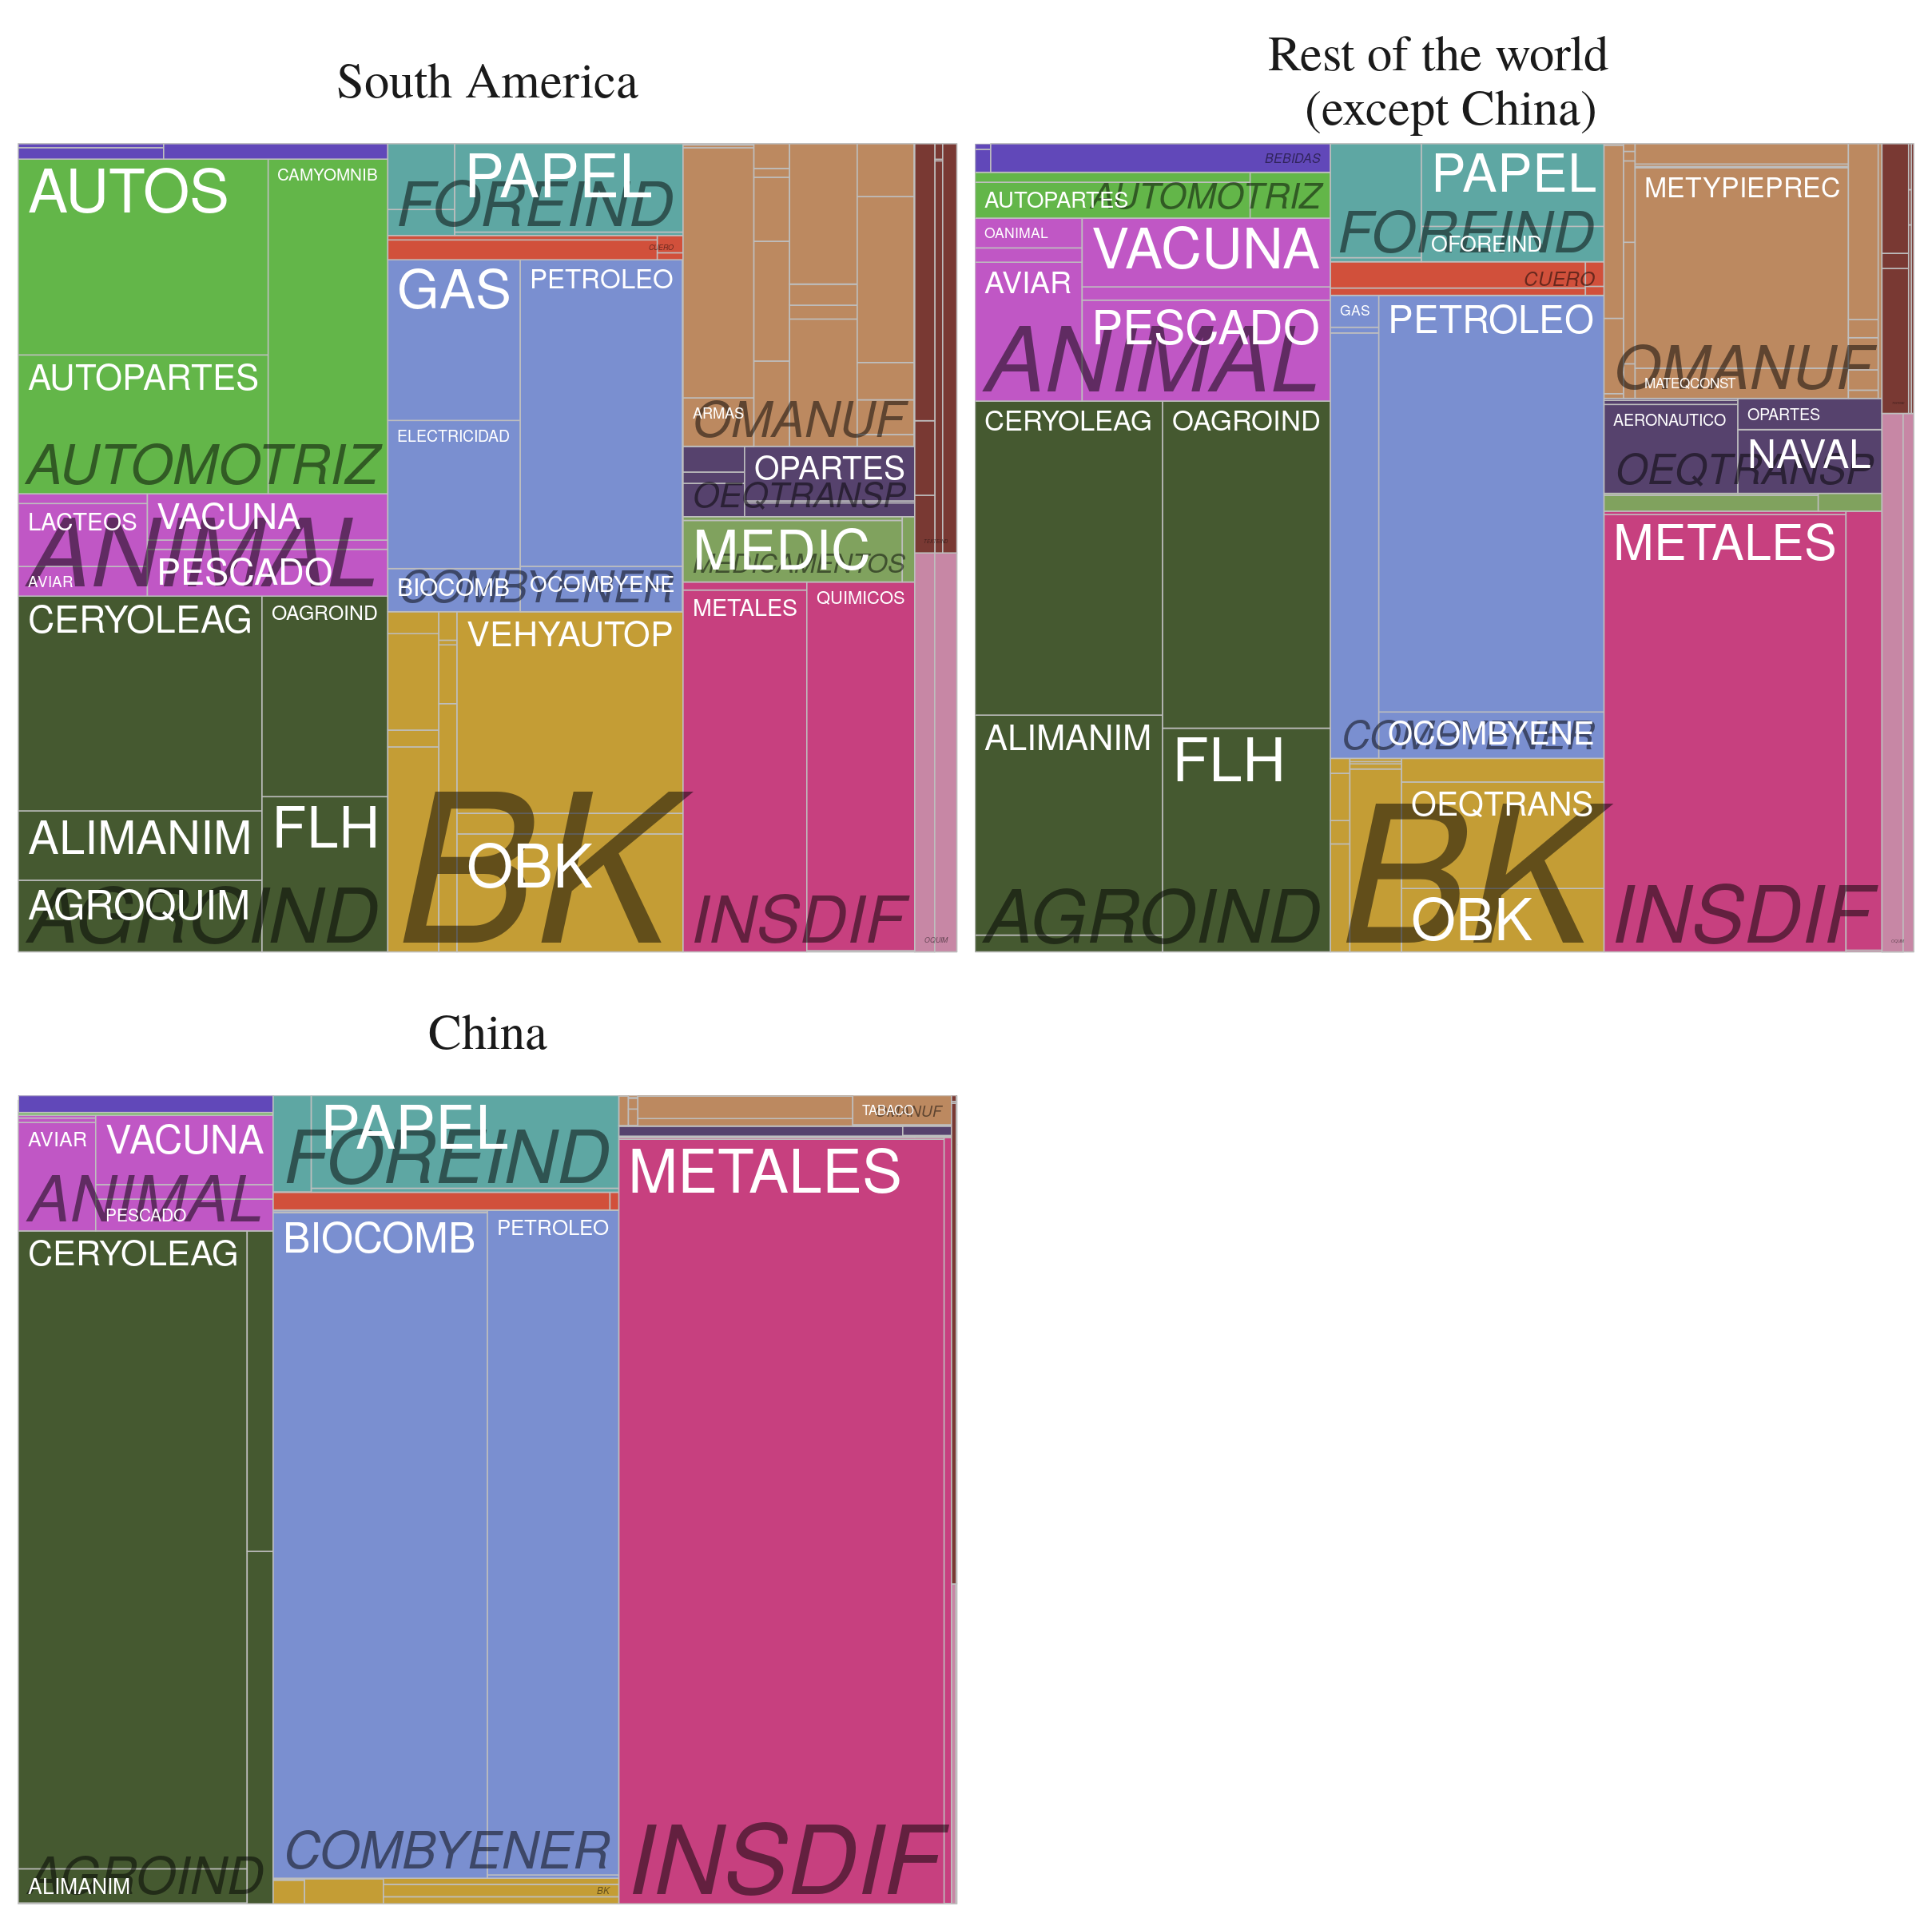 South America
AUTOS
CAMYOMNIB
AUTOPARTES
AUTOMOTRIZ
LACTEOS
VACUNA
ANIMAL
AVIAR
PESCADO
CERYOLEAG
OAGROIND
ALIMANIM
FLH
AGROQUIM
AGROIND
PAPEL
FOREIND
CUERO
GAS
PETROLEO
ELECTRICIDAD
BIOCOMB
OCOMBYENE
COMBYENER
VEHYAUTOP
OBK
BK
ARMAS
OMANUF
OPARTES
OEQTRANSP
MEDIC
MEDICAMENTOS
METALES
QUIMICOS
INSDIF
OQUIM
Rest of the world
(except China)
BEBIDAS
AUTOPARTES
AUTOMOTRIZ
OANIMAL
VACUNA
AVIAR
PESCADO
ANIMAL
CERYOLEAG
OAGROIND
ALIMANIM
FLH
AGROIND
PAPEL
OFOREIND
FOREIND
CUERO
GAS
PETROLEO
OCOMBYENE
COMBYENER
OEQTRANS
OBK
BK
METYPIEPREC
MATEQCONST
OMANUF
AERONAUTICO
OPARTES
NAVAL
OEQTRANSP
METALES
INSDIF
China
AVIAR
VACUNA
ANIMAL
PESCADO
CERYOLEAG
ALIMANIM
AGROIND
PAPEL
FOREIND
BIOCOMB
PETROLEO
COMBYENER
BK
TABACO
OMANUF
METALES
INSDIF